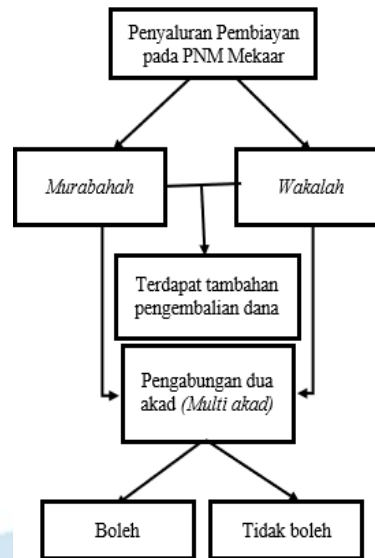 Penyaluran Pembiayan
pada PNM Mekaar
Murabahah
Wakalah
Terdapat tambahan
pengembalian dana
Pengabungan dua
akad (Multi akad)
Boleh
Tidak boleh